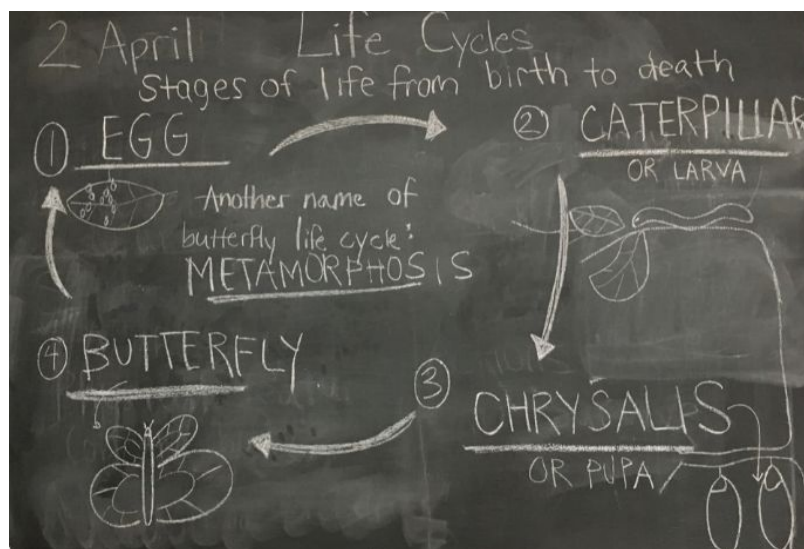 2 April Life Cycles
Stages of life from birth to death
① EGG
② CATERPILLAR
OR LARVA
Another name of
butterfly life cycle:
METAMORPHOSIS
④ BUTTERFLY
③ CHRYSALIS
OR PUPA